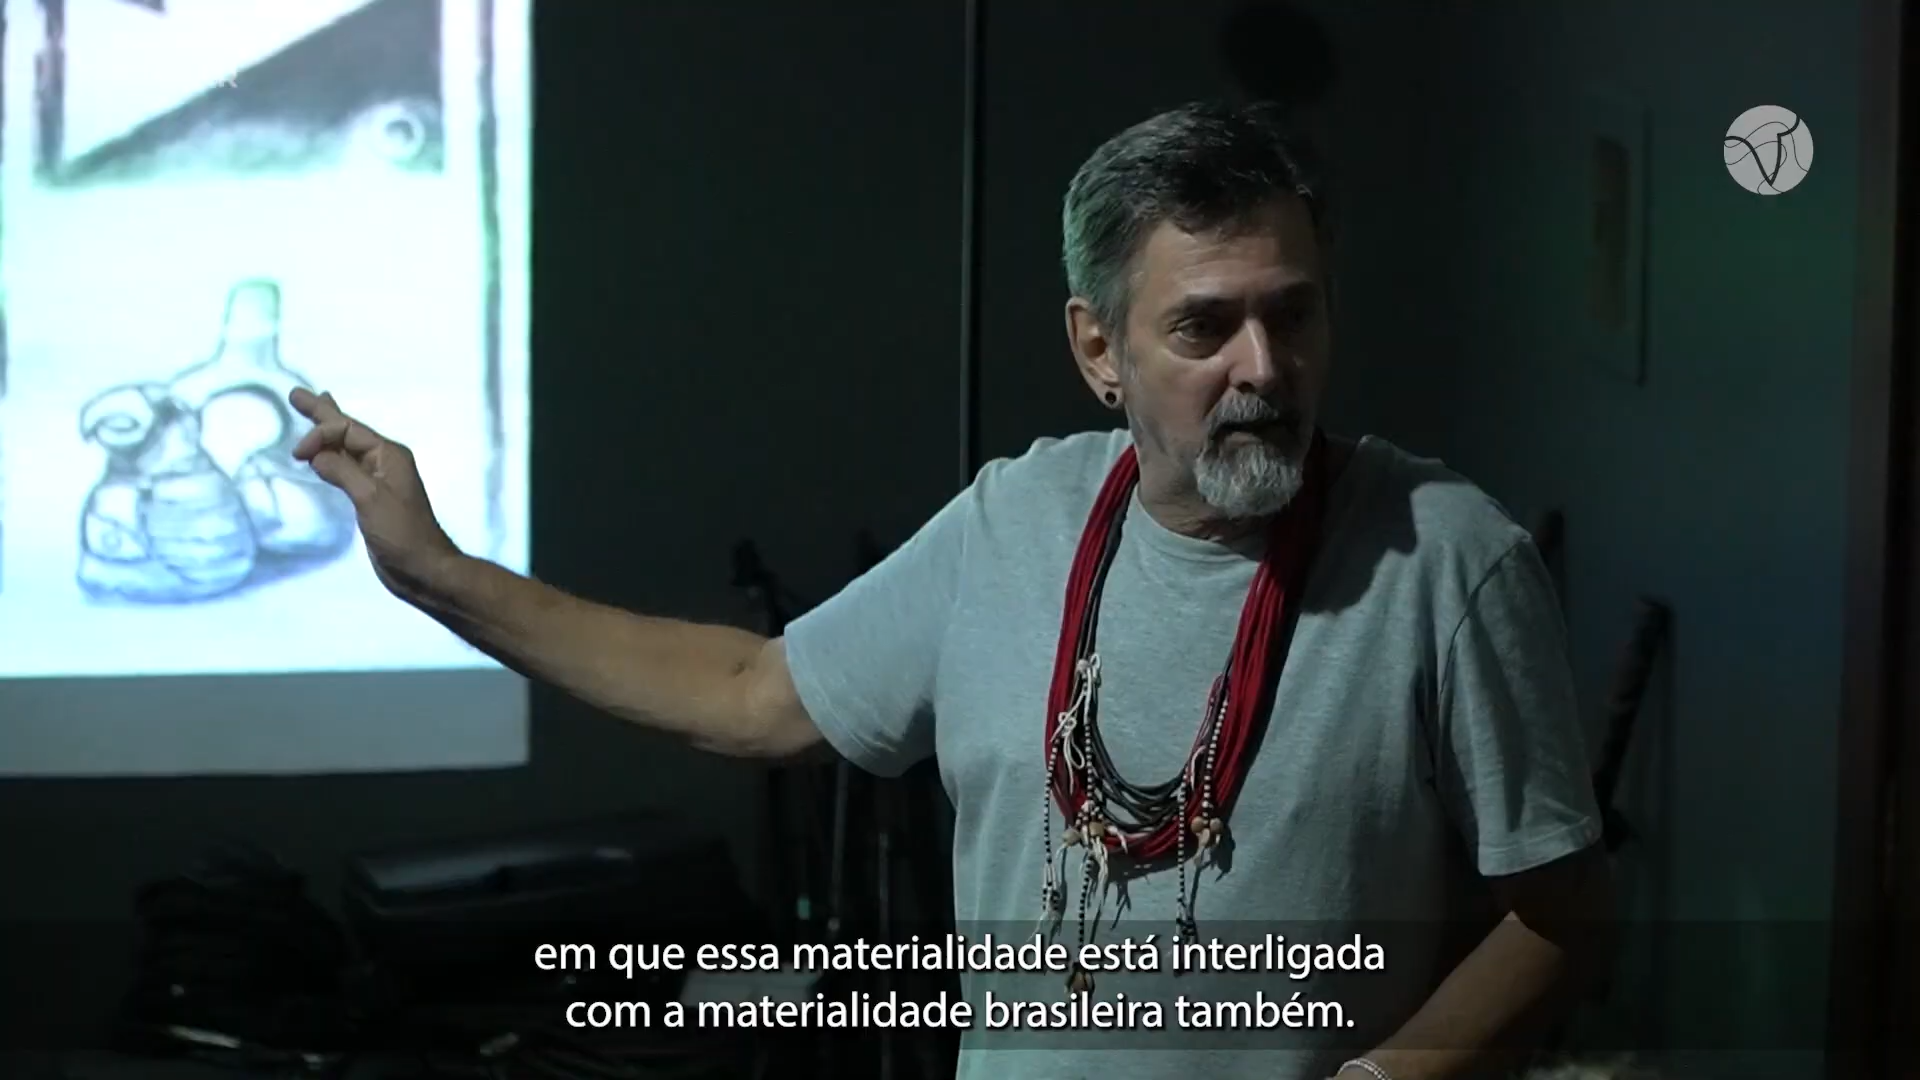 em que essa materialidade está interligada
com a materialidade brasileira também.